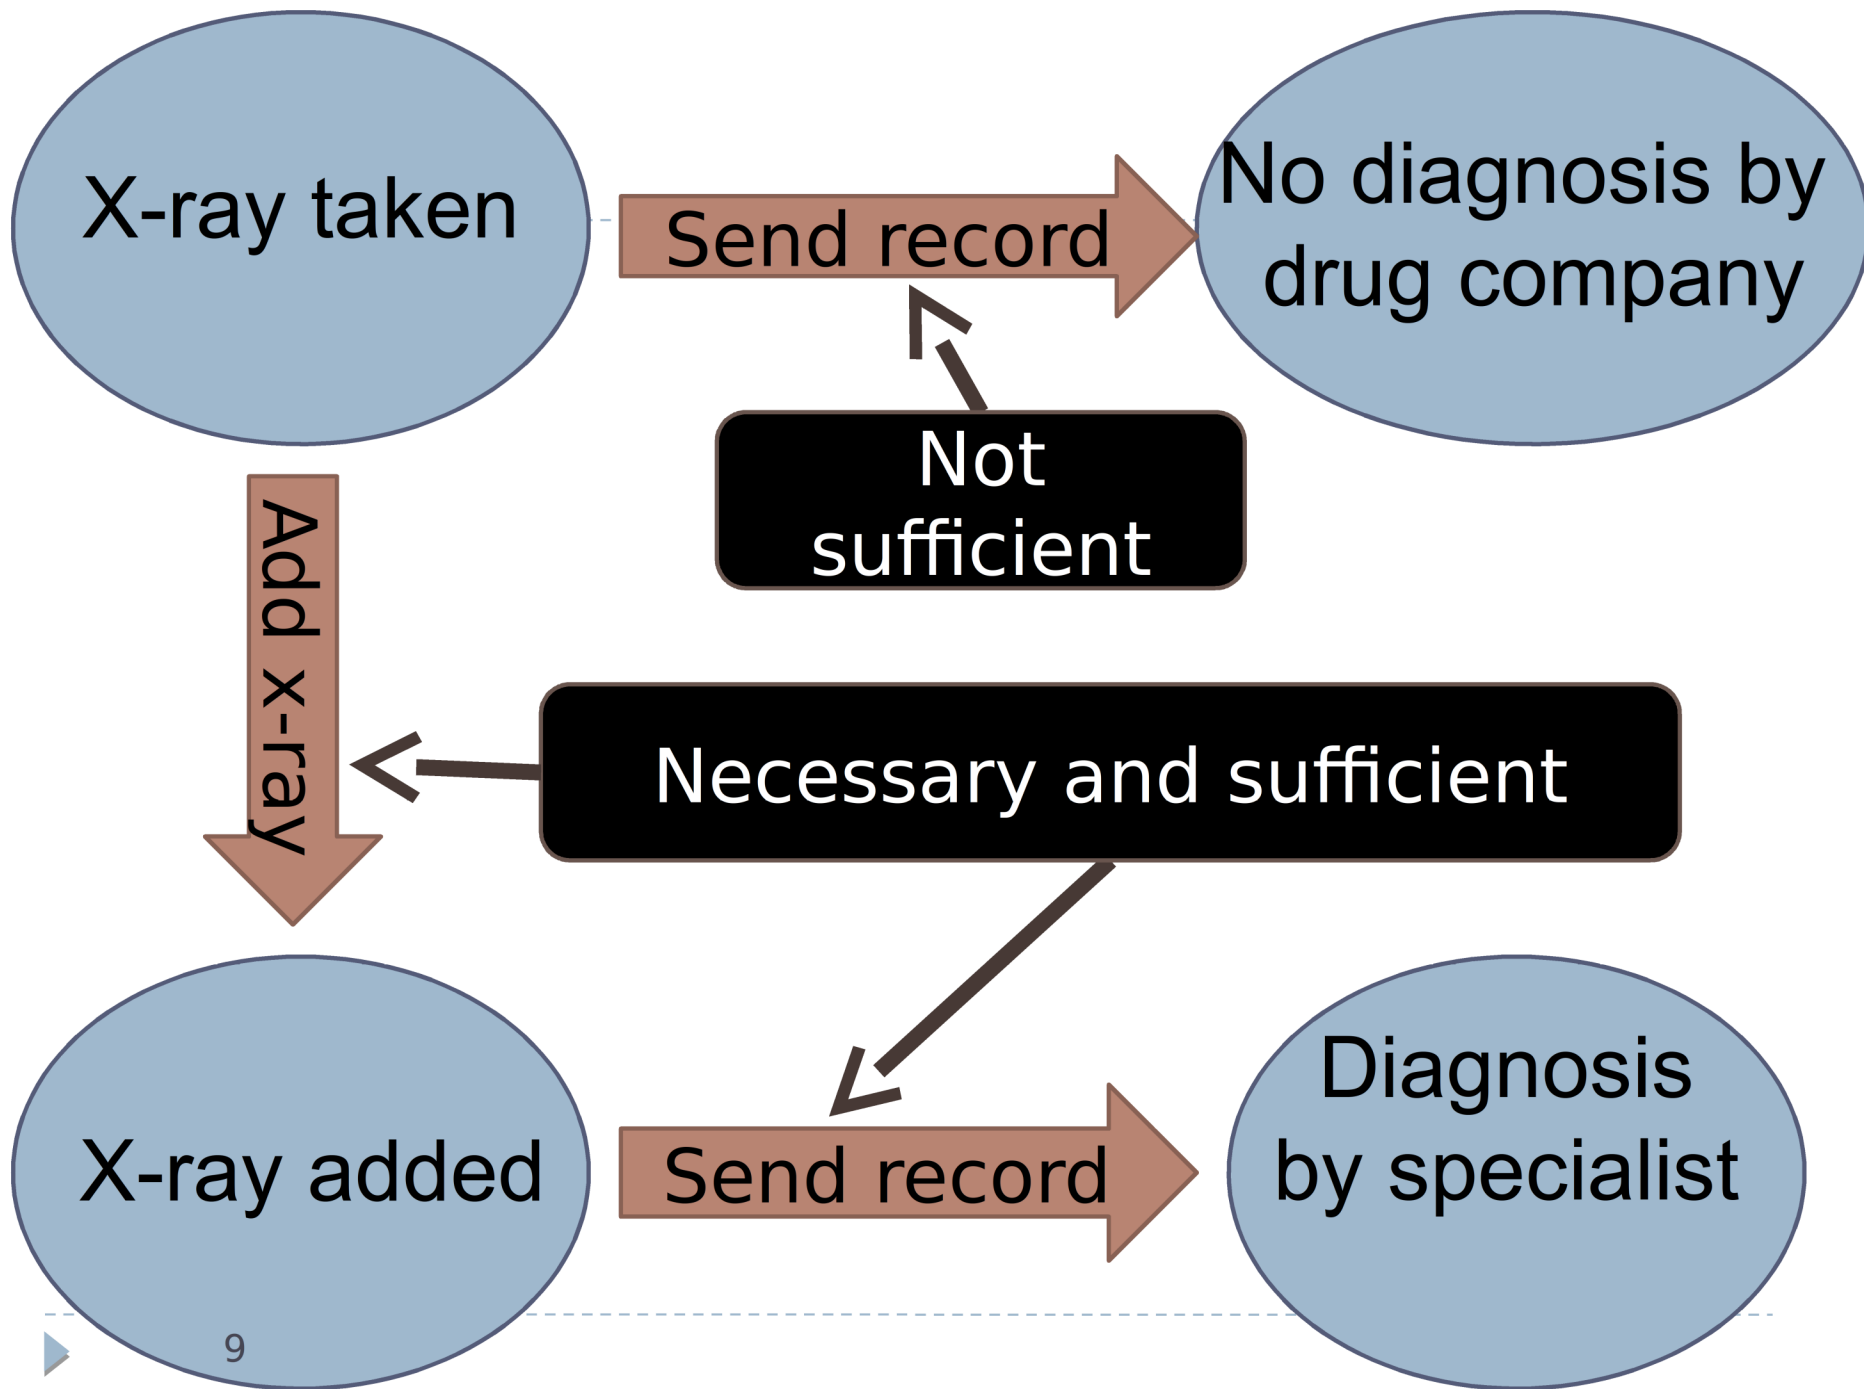 X-ray taken
Send record
No diagnosis by
drug company
Not
sufficient
Add x-ray
Necessary and sufficient
X-ray added
Send record
Diagnosis
by specialist
9